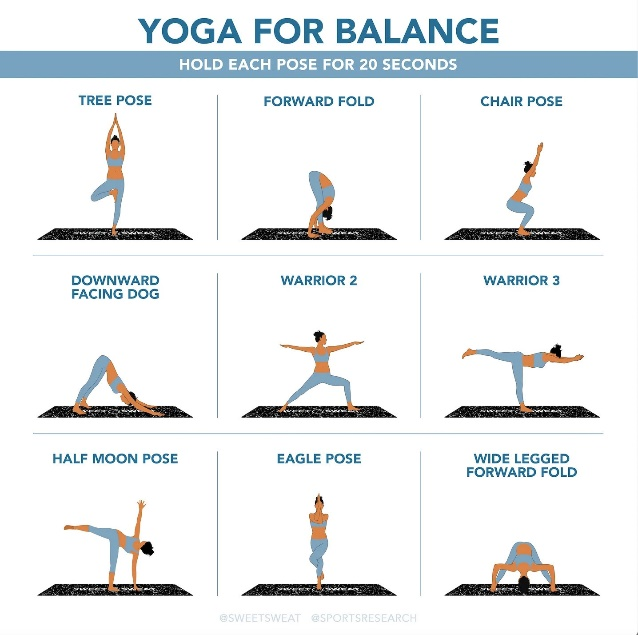 YOGA FOR BALANCE
HOLD EACH POSE FOR 20 SECONDS
TREE POSE
FORWARD FOLD
CHAIR POSE
DOWNWARD
FACING DOG
WARRIOR 2
WARRIOR 3
HALF MOON POSE
EAGLE POSE
WIDE LEGGED
FORWARD FOLD
@SWEETSWEAT @SPORTSRESEARCH